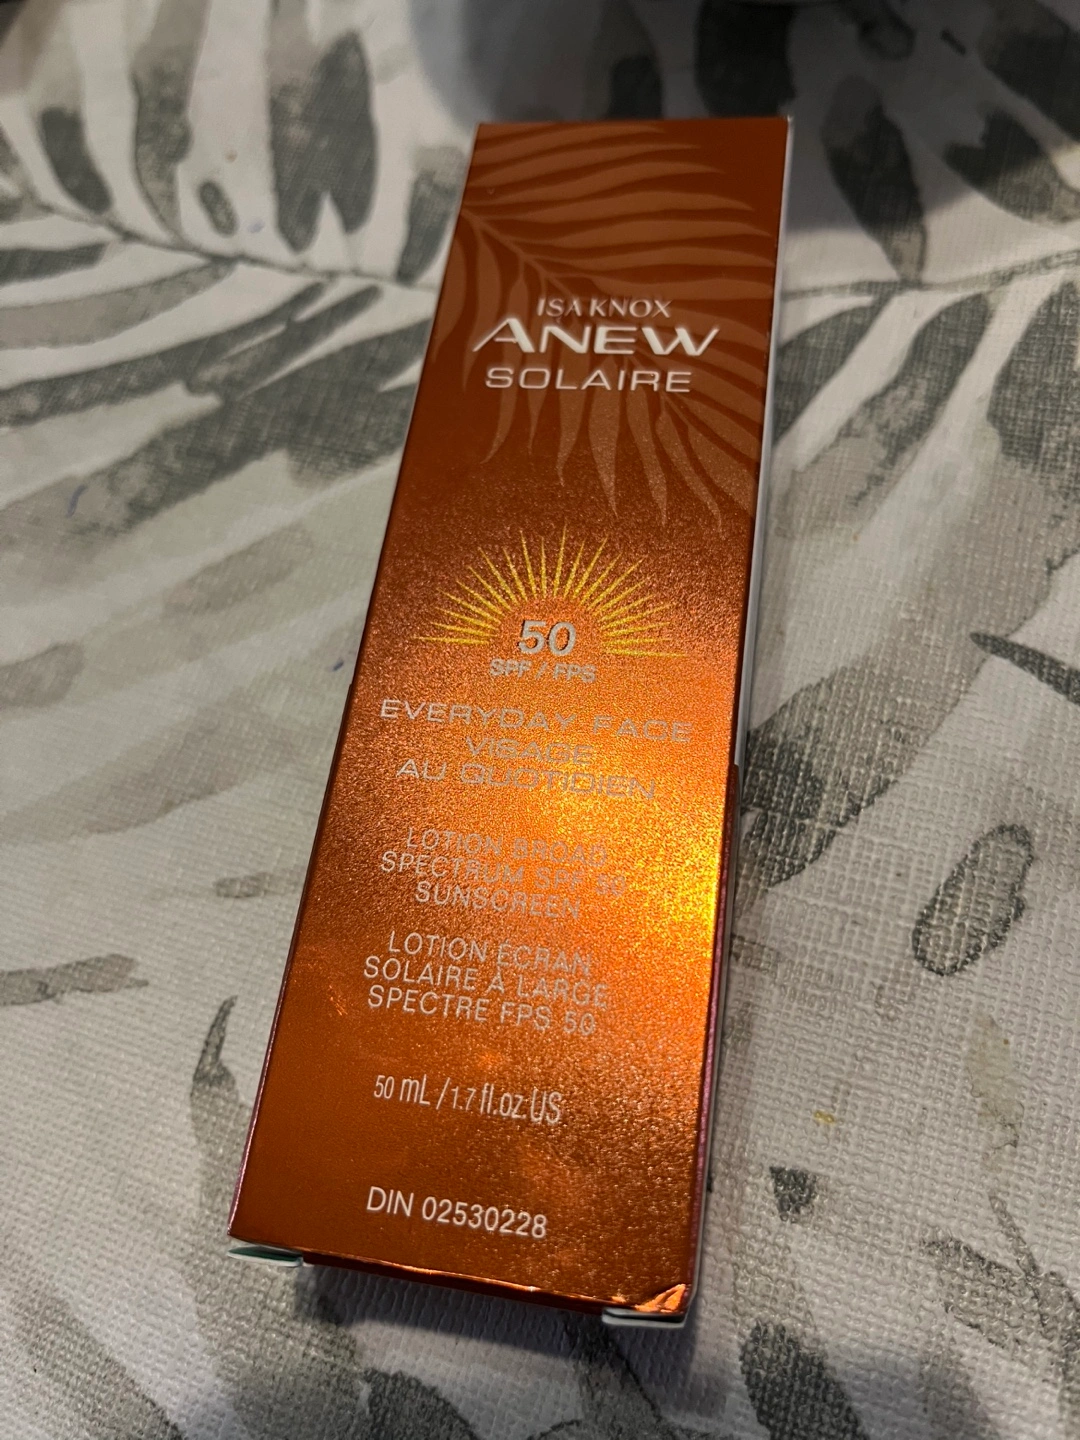 ISA KNOX
ANEW
SOLAIRE
50
SPF / FPS
EVERYDAY FACE
VISAGE
AU QUOTIDIEN
LOTION BROAD
SPECTRUM SPF 50
SUNSCREEN
LOTION ÉCRAN
SOLAIRE À LARGE
SPECTRE FPS 50
50 mL / 1.7 fl.oz.US
DIN 02530228